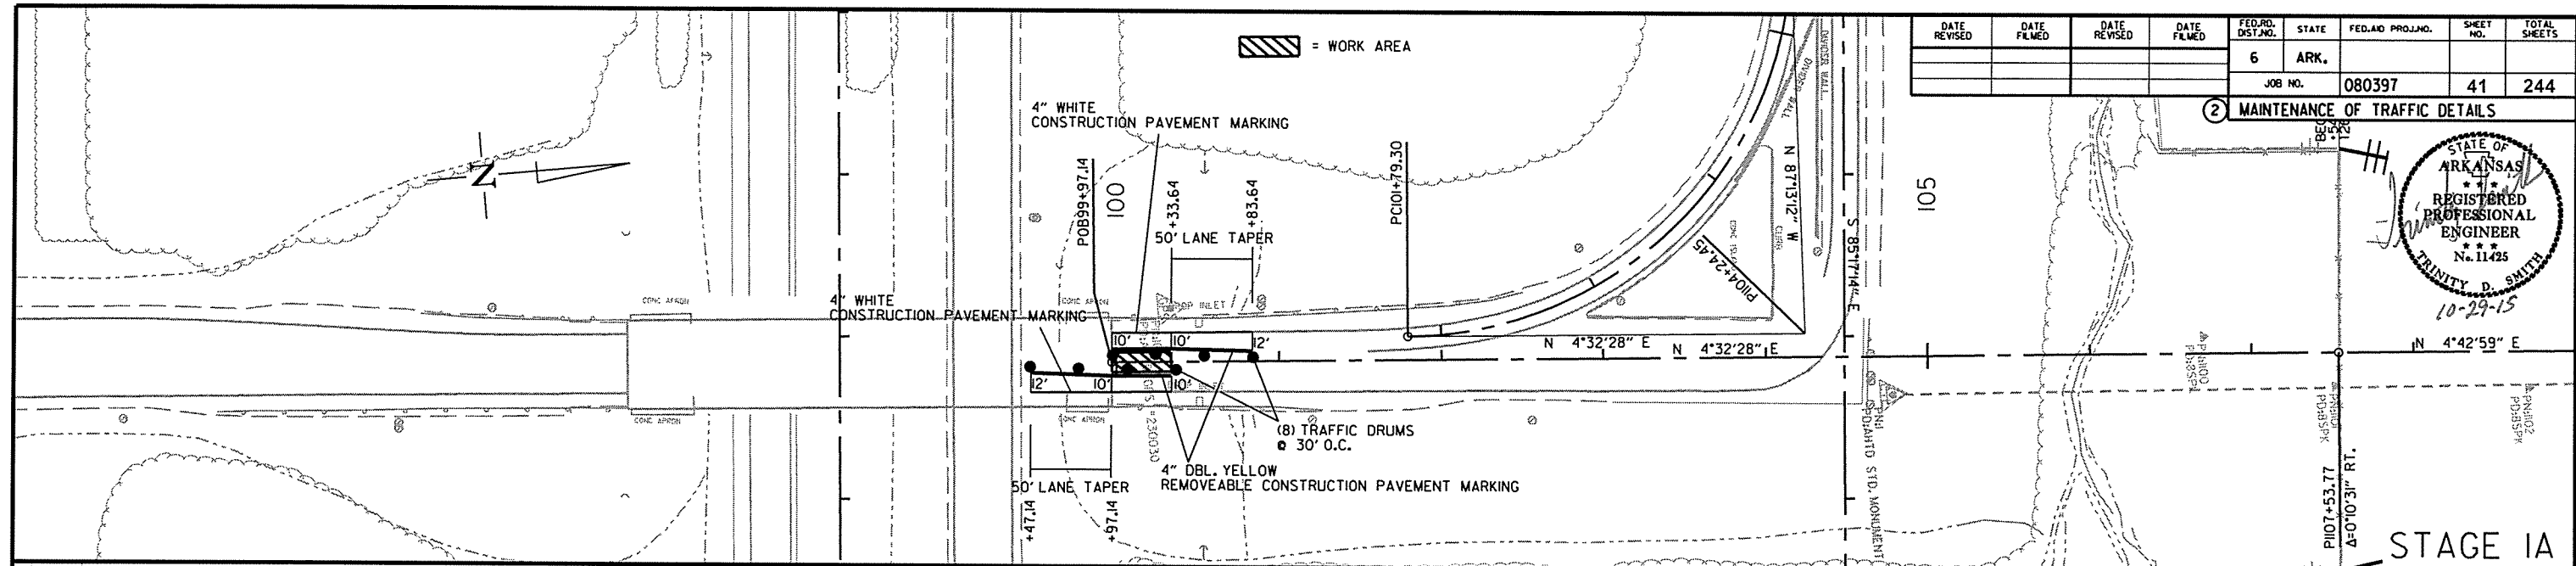 = WORK AREA
DATE REVISED
DATE FILMED
DATE REVISED
DATE FILMED
FED.RD. DIST.NO.
STATE
FED.AID PROJ.NO.
SHEET NO.
TOTAL SHEETS
6
ARK.
JOB NO.
080397
41
244
2 MAINTENANCE OF TRAFFIC DETAILS
STATE OF
ARKANSAS
REGISTERED
PROFESSIONAL
ENGINEER
No. 11425
TRINITY D. SMITH
10-29-15
N
4" WHITE
CONSTRUCTION PAVEMENT MARKING
POB99+97.14
100
+33.64
+83.64
50' LANE TAPER
PC101+79.30
N 87°13'12" W
PI104+24.45
S 85°17'14" E
105
4" WHITE
CONSTRUCTION PAVEMENT MARKING
CONC APRON
CONC APRON
DROP INLET
10'
10'
12'
12'
10'
10'
N 4°32'28" E
N 4°32'28" E
N 4°42'59" E
CONC APRON
CONC APRON
(8) TRAFFIC DRUMS
@ 30' O.C.
4" DBL. YELLOW
REMOVEABLE CONSTRUCTION PAVEMENT MARKING
50' LANE TAPER
+47.14
+97.14
PI107+53.77
Δ=0°10'31" RT.
STAGE 1A